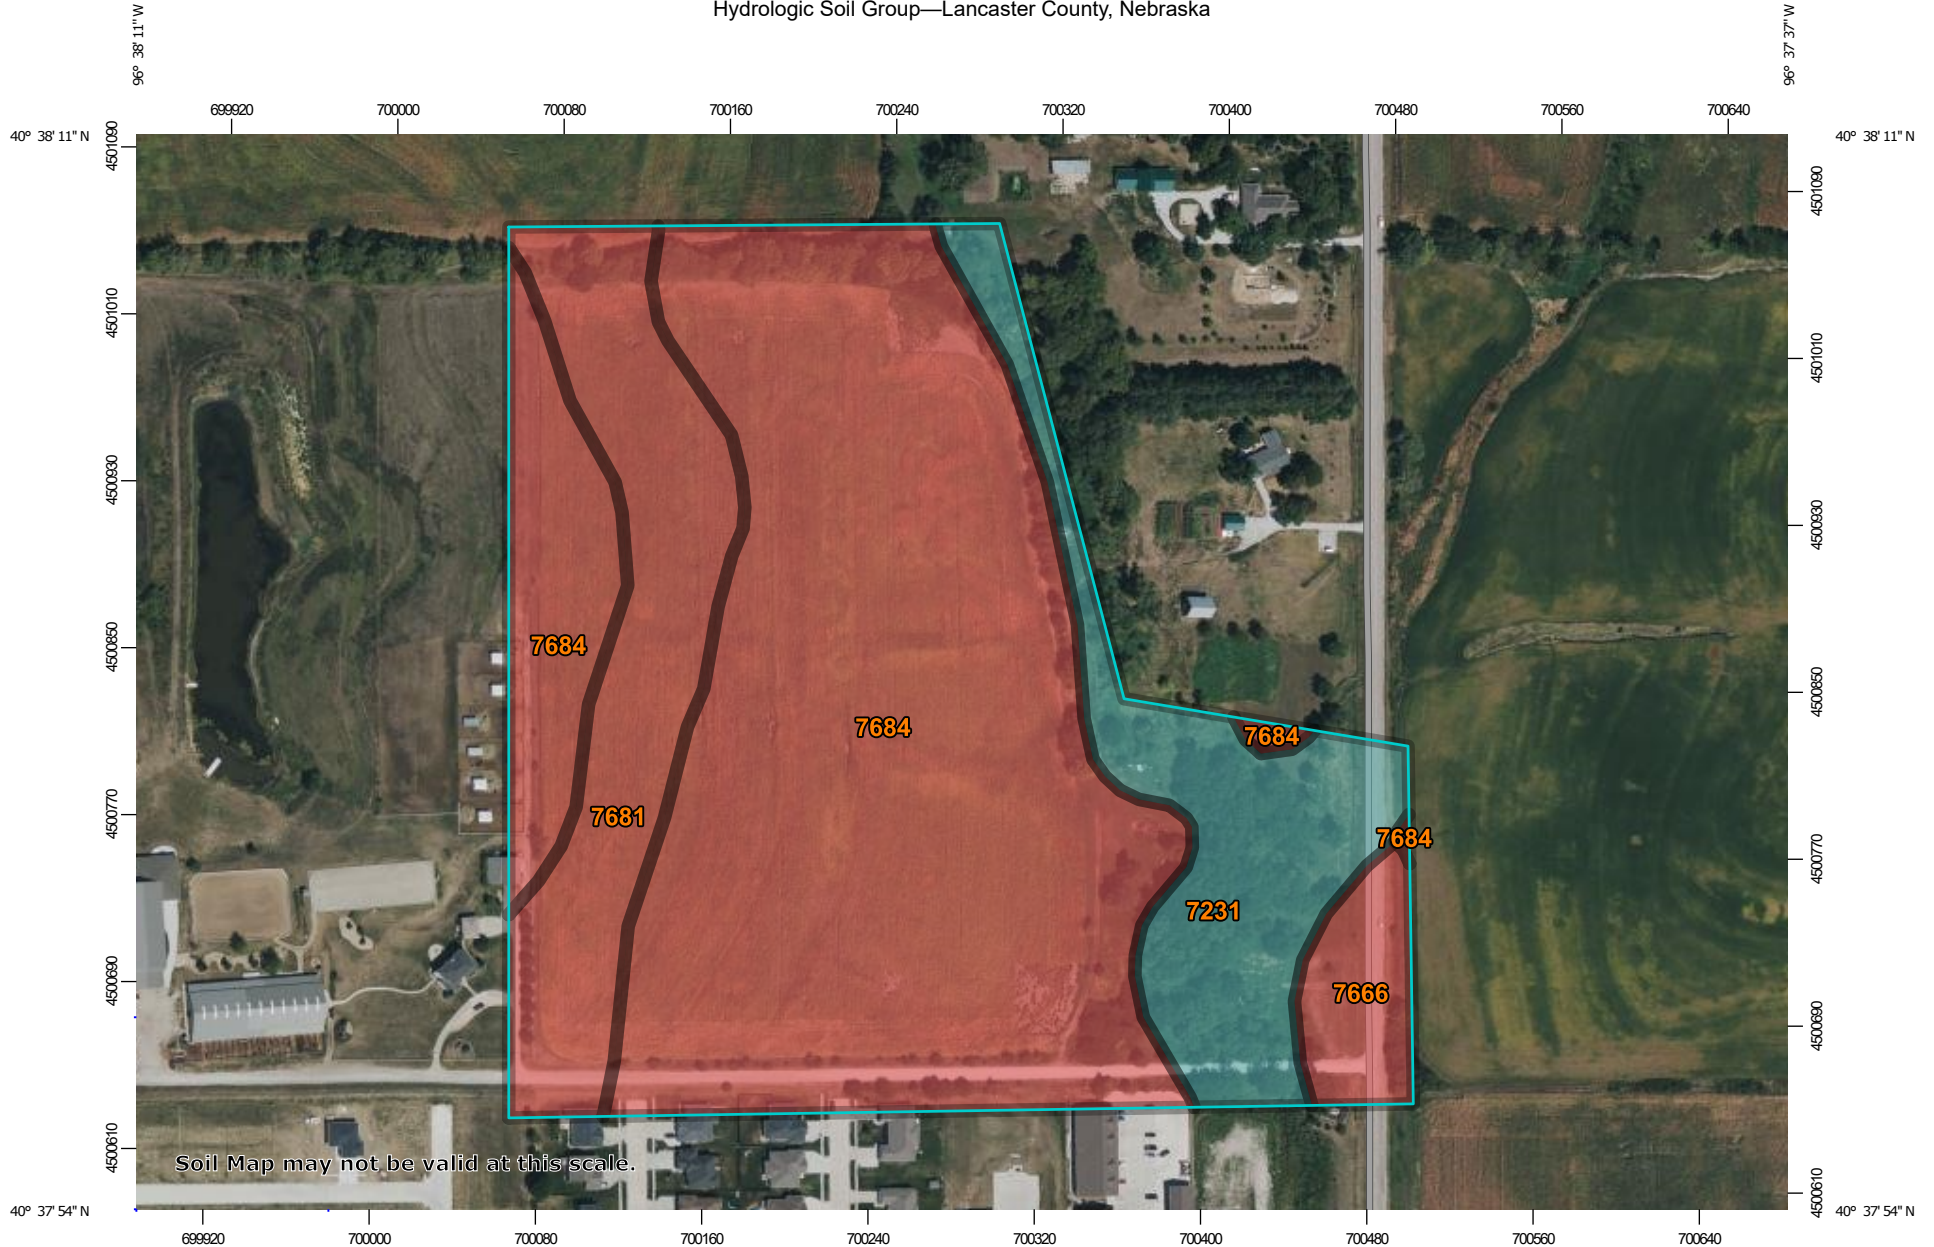 Hydrologic Soil Group—Lancaster County, Nebraska
96° 38' 11" W
96° 37' 37" W
699920 700000 700080 700160 700240 700320 700400 700480 700560 700640
40° 38' 11" N
40° 38' 11" N
4501090
4501010
4500930
4500850
4500770
4500690
4500610
4501090
4501010
4500930
4500850
4500770
4500690
4500610
7684
7684
7684
7681
7684
7231
7666
Soil Map may not be valid at this scale.
40° 37' 54" N
40° 37' 54" N
699920 700000 700080 700160 700240 700320 700400 700480 700560 700640